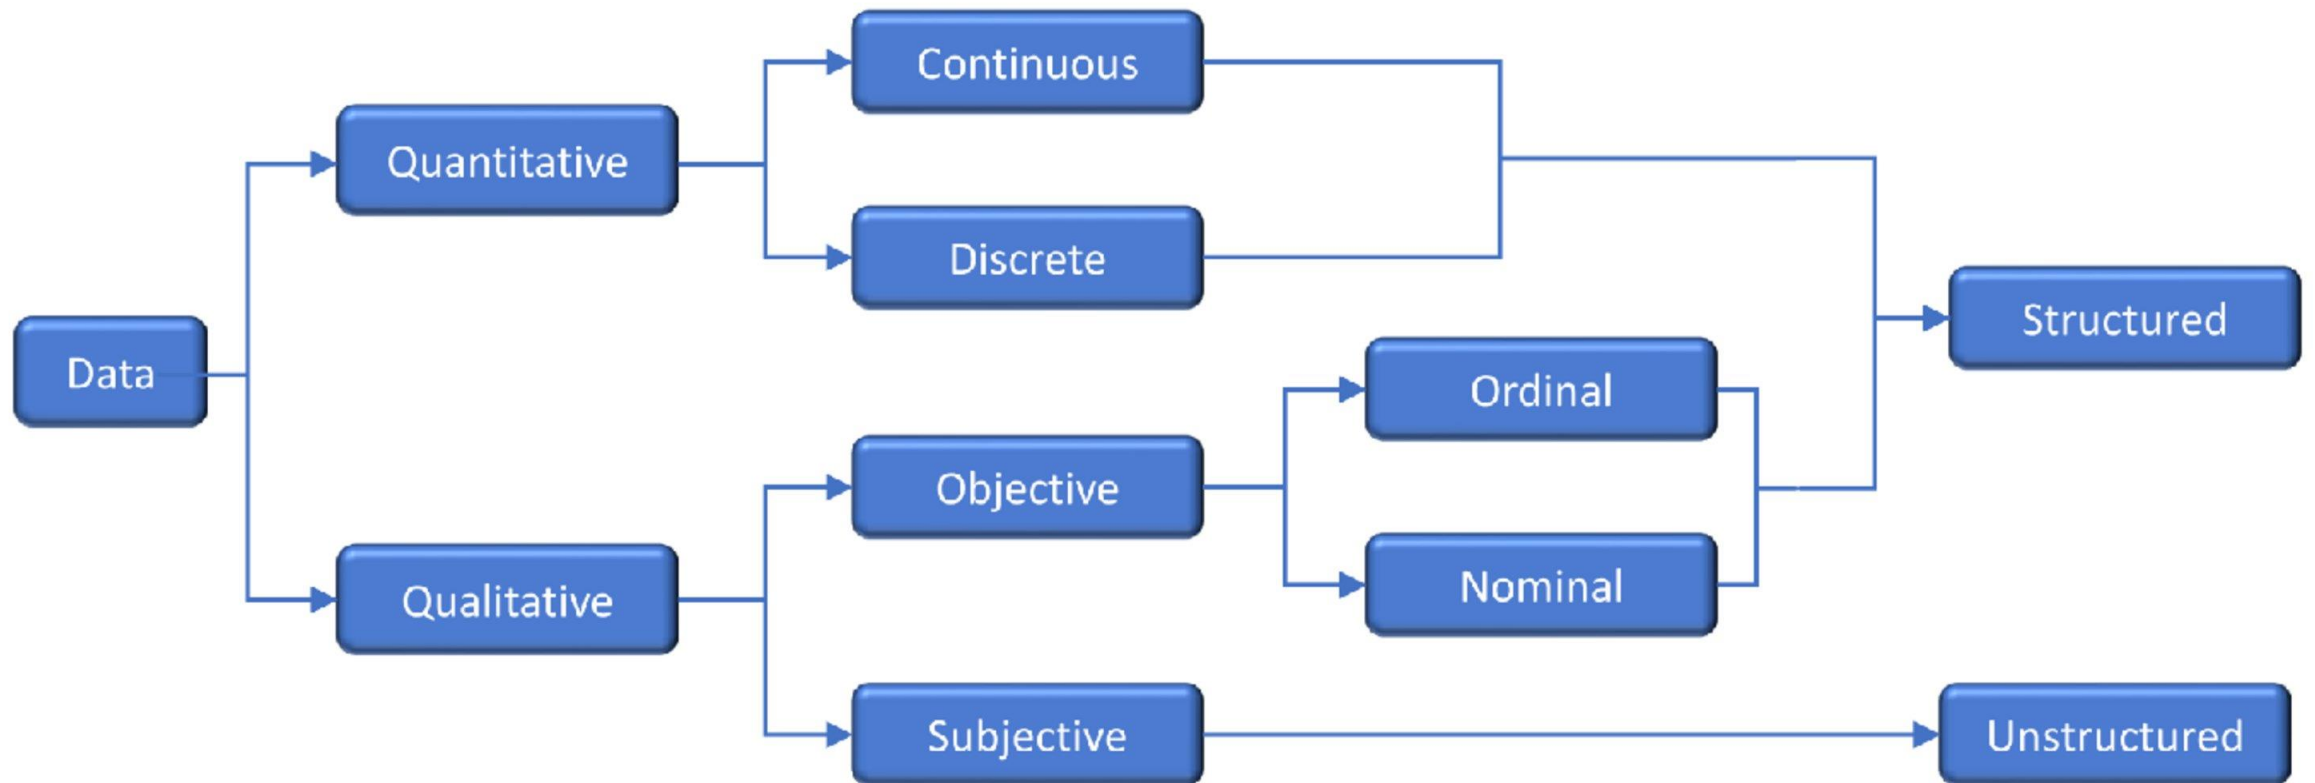 Data
Quantitative
Qualitative
Continuous
Discrete
Objective
Subjective
Ordinal
Nominal
Structured
Unstructured